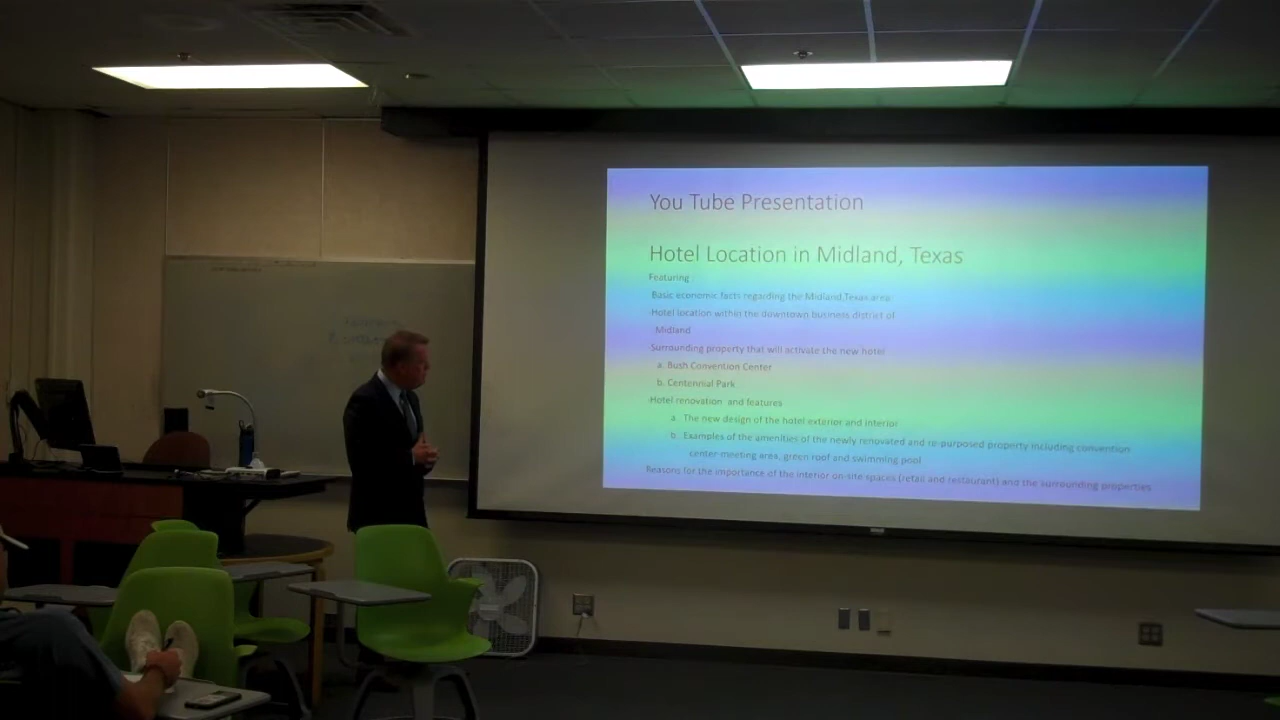 You Tube Presentation
Hotel Location in Midland, Texas
Featuring :
Basic economic facts regarding the Midland,Texas area
-Hotel location within the downtown business district of
Midland
-Surrounding property that will activate the new hotel
a. Bush Convention Center
b. Centennial Park
-Hotel renovation and features
a. The new design of the hotel exterior and interior
b. Examples of the amenities of the newly renovated and re-purposed property including convention
center meeting area, green roof and swimming pool
Reasons for the importance of the interior on-site spaces (retail and restaurant) and the surrounding properties